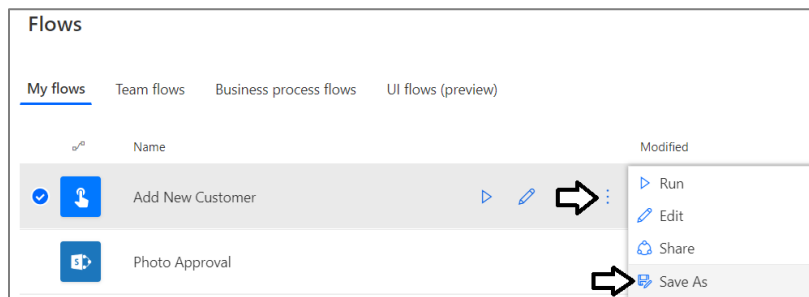 Flows
My flows Team flows Business process flows UI flows (preview)
Name Modified
Add New Customer
Run
Edit
Share
Save As
Photo Approval